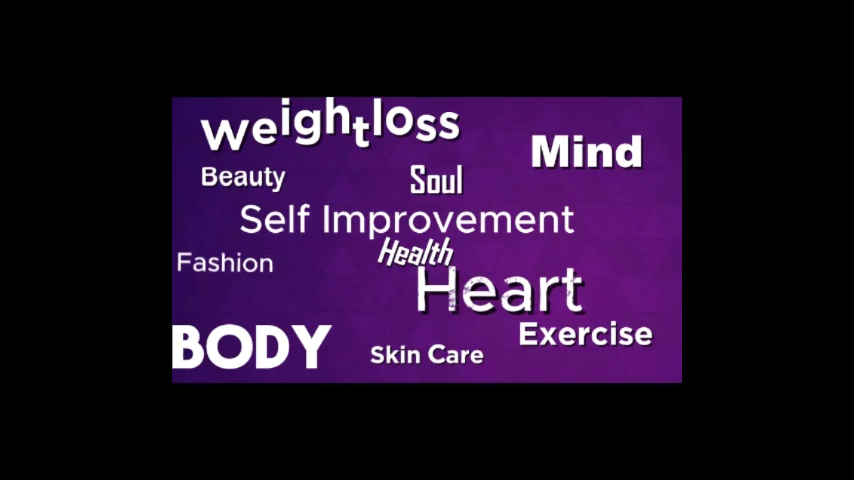 weightloss
Mind
Beauty
Soul
Self Improvement
Health
Fashion
Heart
Exercise
BODY
Skin Care